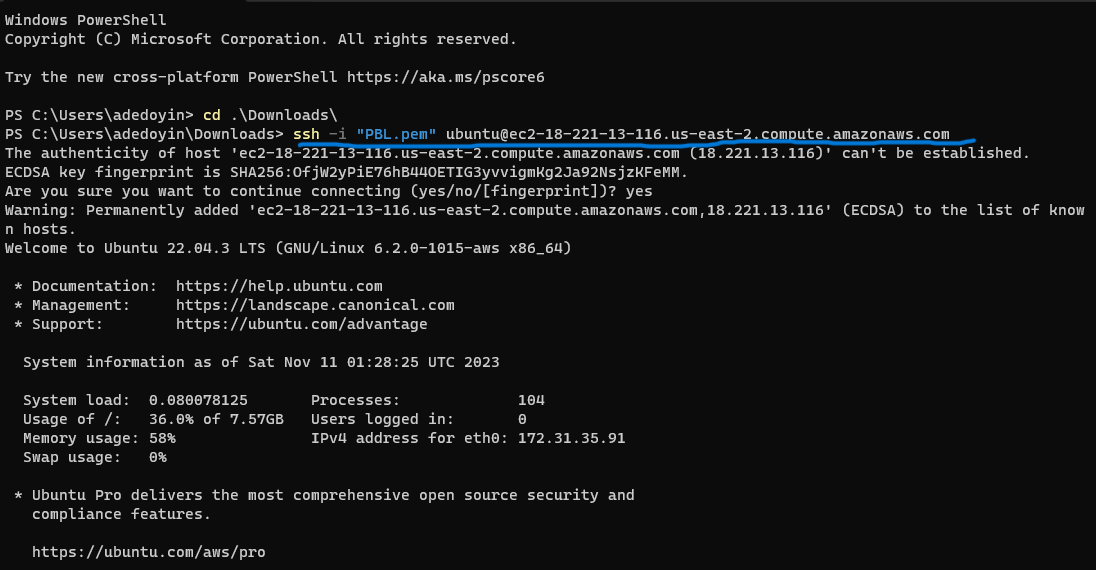 Windows PowerShell
Copyright (C) Microsoft Corporation. All rights reserved.
Try the new cross-platform PowerShell https://aka.ms/pscore6
PS C:\Users\adedoyin> cd .\Downloads\
PS C:\Users\adedoyin\Downloads> ssh -i "PBL.pem" ubuntu@ec2-18-221-13-116.us-east-2.compute.amazonaws.com
The authenticity of host 'ec2-18-221-13-116.us-east-2.compute.amazonaws.com (18.221.13.116)' can't be established.
ECDSA key fingerprint is SHA256:OfjW2yPiE76hB44OETIG3yvvigmKg2Ja92NsjzKFeMM.
Are you sure you want to continue connecting (yes/no/[fingerprint])? yes
Warning: Permanently added 'ec2-18-221-13-116.us-east-2.compute.amazonaws.com,18.221.13.116' (ECDSA) to the list of know
n hosts.
Welcome to Ubuntu 22.04.3 LTS (GNU/Linux 6.2.0-1015-aws x86_64)
* Documentation:  https://help.ubuntu.com
* Management:     https://landscape.canonical.com
* Support:        https://ubuntu.com/advantage
System information as of Sat Nov 11 01:28:25 UTC 2023
System load:  0.080078125       Processes:             104
Usage of /:   36.0% of 7.57GB   Users logged in:       0
Memory usage: 58%               IPv4 address for eth0: 172.31.35.91
Swap usage:   0%
* Ubuntu Pro delivers the most comprehensive open source security and
compliance features.
https://ubuntu.com/aws/pro